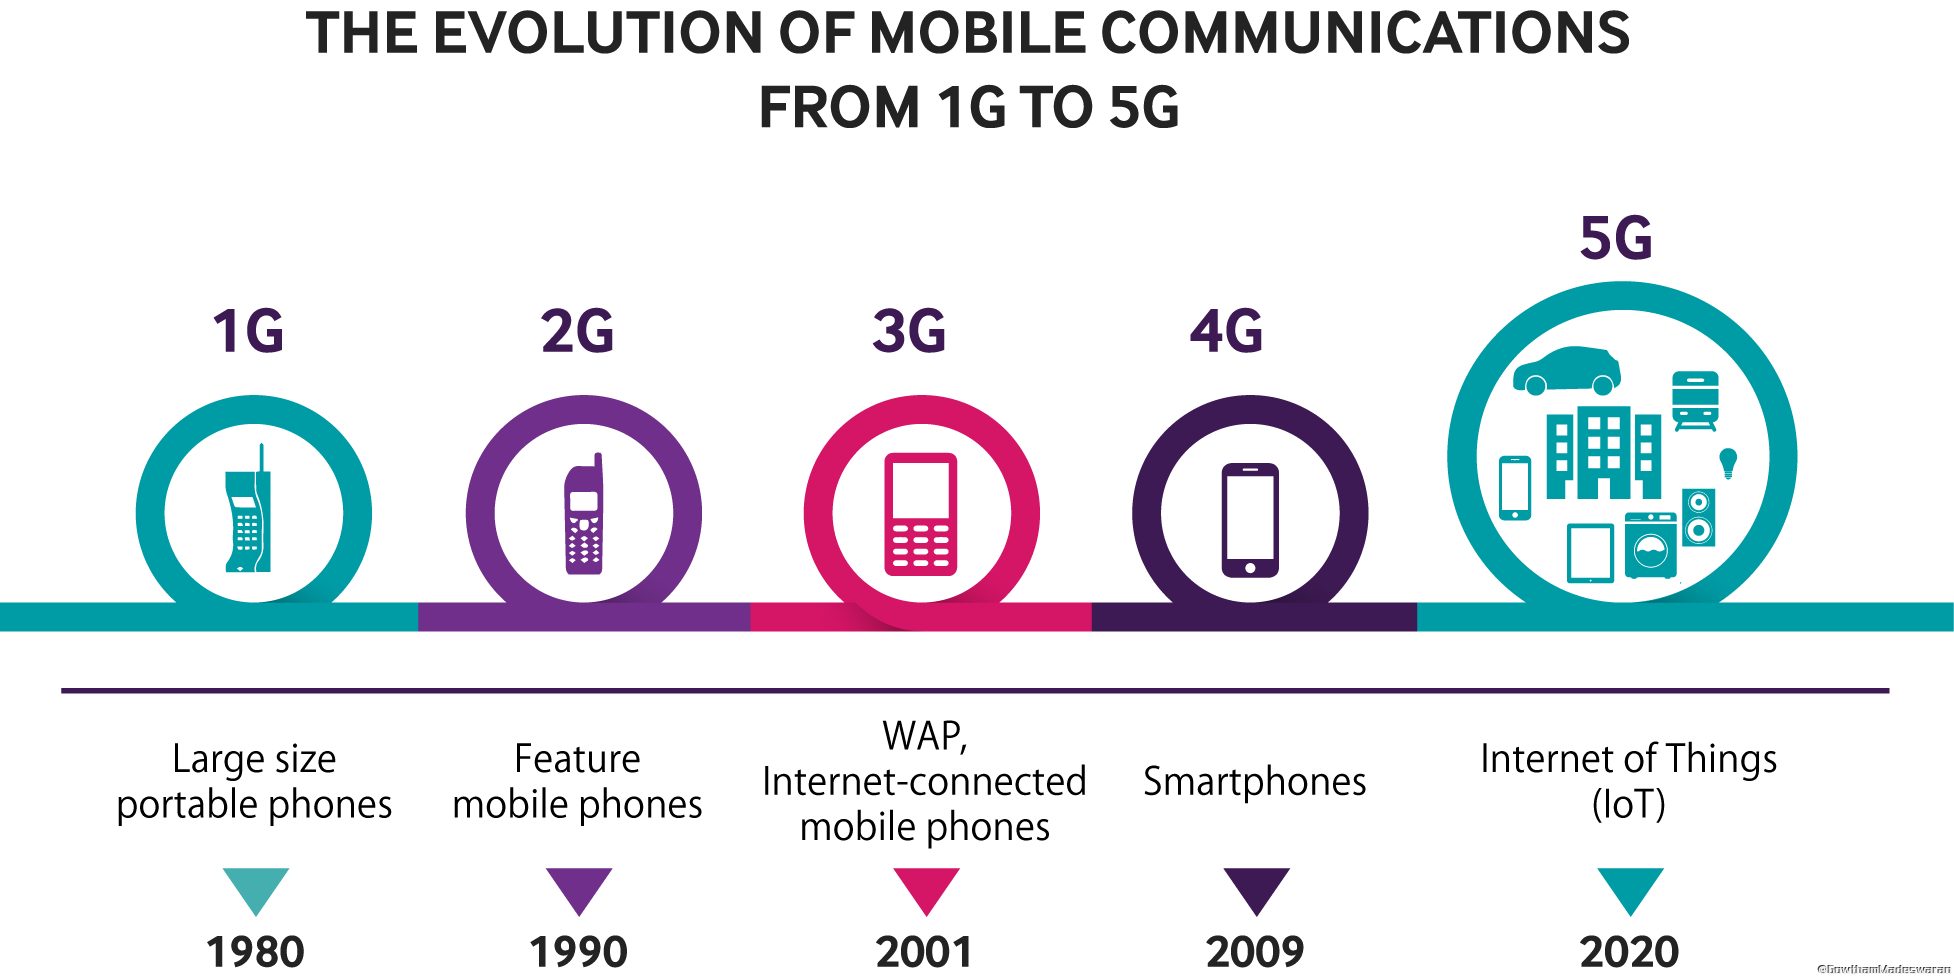 THE EVOLUTION OF MOBILE COMMUNICATIONS
FROM 1G TO 5G
1G
2G
3G
4G
5G
Large size
portable phones
Feature
mobile phones
WAP,
Internet-connected
mobile phones
Smartphones
Internet of Things
(IoT)
1980
1990
2001
2009
2020
@GowthamMadeswaran